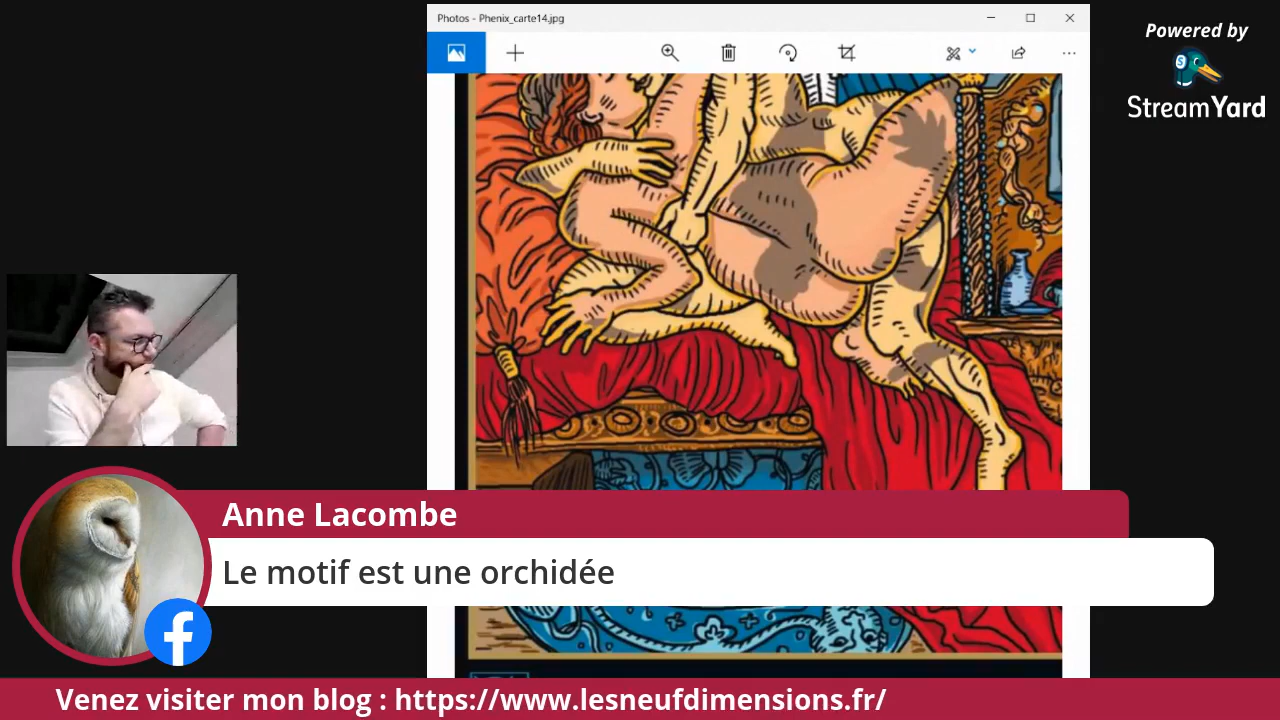 Photos - Phenix_carte14.jpg
Powered by
StreamYard
Anne Lacombe
Le motif est une orchidée
Venez visiter mon blog : https://www.lesneufdimensions.fr/